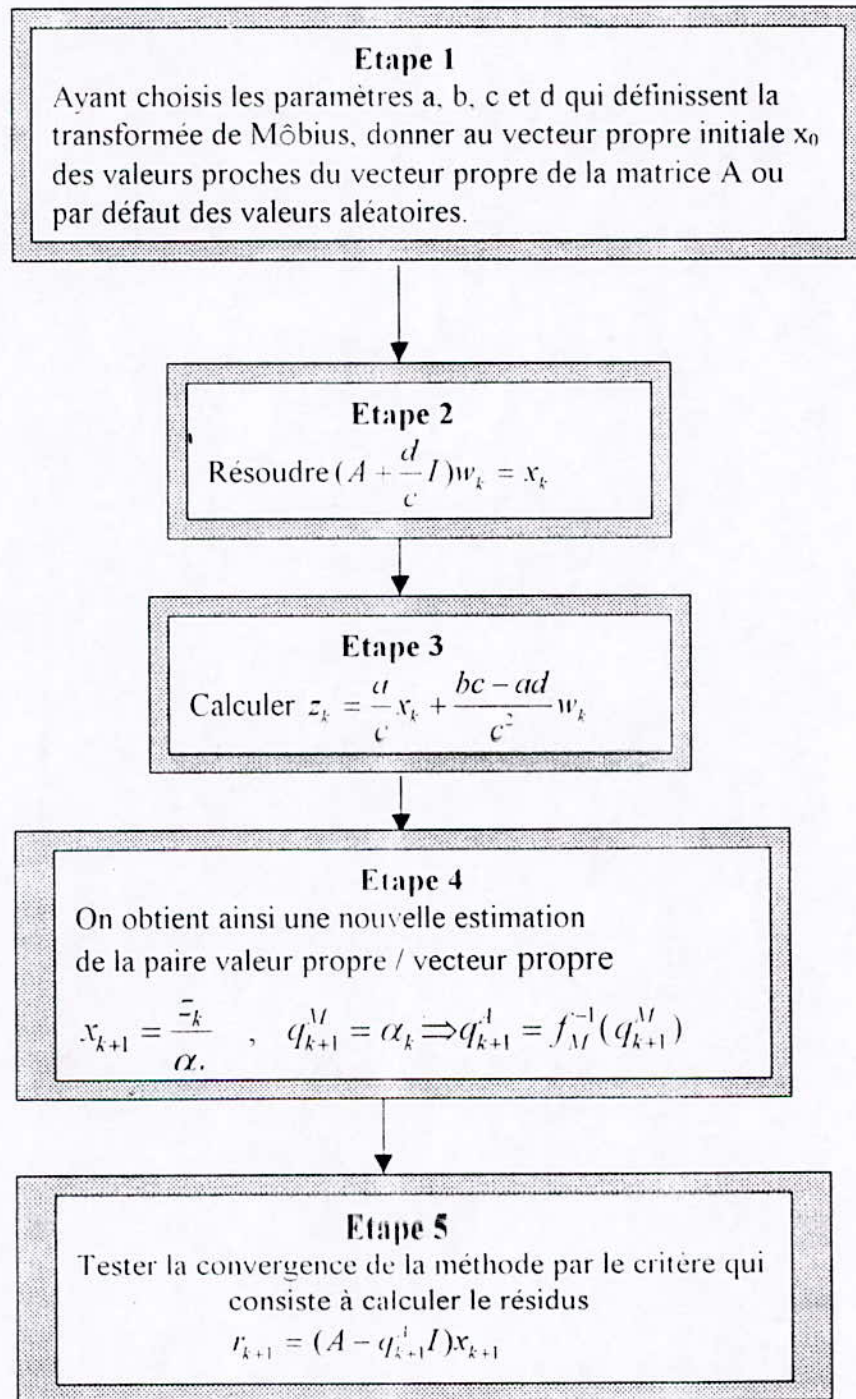 Etape 1
Ayant choisis les paramètres a, b, c et d qui définissent la
transformée de Môbius, donner au vecteur propre initiale x₀
des valeurs proches du vecteur propre de la matrice A ou
par défaut des valeurs aléatoires.
Etape 2
Résoudre (A + d/c I)w_k = x_k
Etape 3
Calculer z_k = a/c x_k + (bc − ad)/c² w_k
Etape 4
On obtient ainsi une nouvelle estimation
de la paire valeur propre / vecteur propre
x_{k+1} = z_k/α. , q^M_{k+1} = α_k ⇒ q^A_{k+1} = f_M^{-1}(q^M_{k+1})
Etape 5
Tester la convergence de la méthode par le critère qui
consiste à calculer le résidus
r_{k+1} = (A − q^A_{k+1} I)x_{k+1}